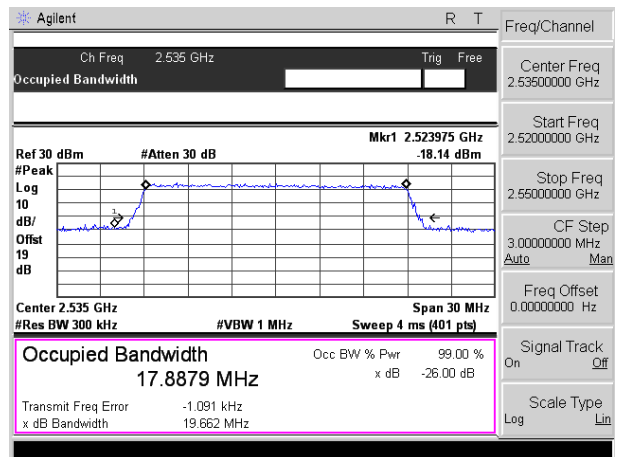 Agilent R T
Freq/Channel
Ch Freq 2.535 GHz Trig Free
Occupied Bandwidth
Center Freq
2.53500000 GHz
Start Freq
2.52000000 GHz
Stop Freq
2.55000000 GHz
CF Step
3.00000000 MHz
Auto Man
Freq Offset
0.00000000 Hz
Signal Track
On Off
Scale Type
Log Lin
Mkr1 2.523975 GHz
Ref 30 dBm #Atten 30 dB -18.14 dBm
#Peak
Log
10
dB/
Offst
19
dB
1
Center 2.535 GHz Span 30 MHz
#Res BW 300 kHz #VBW 1 MHz Sweep 4 ms (401 pts)
Occupied Bandwidth Occ BW % Pwr 99.00 %
17.8879 MHz x dB -26.00 dB
Transmit Freq Error -1.091 kHz
x dB Bandwidth 19.662 MHz